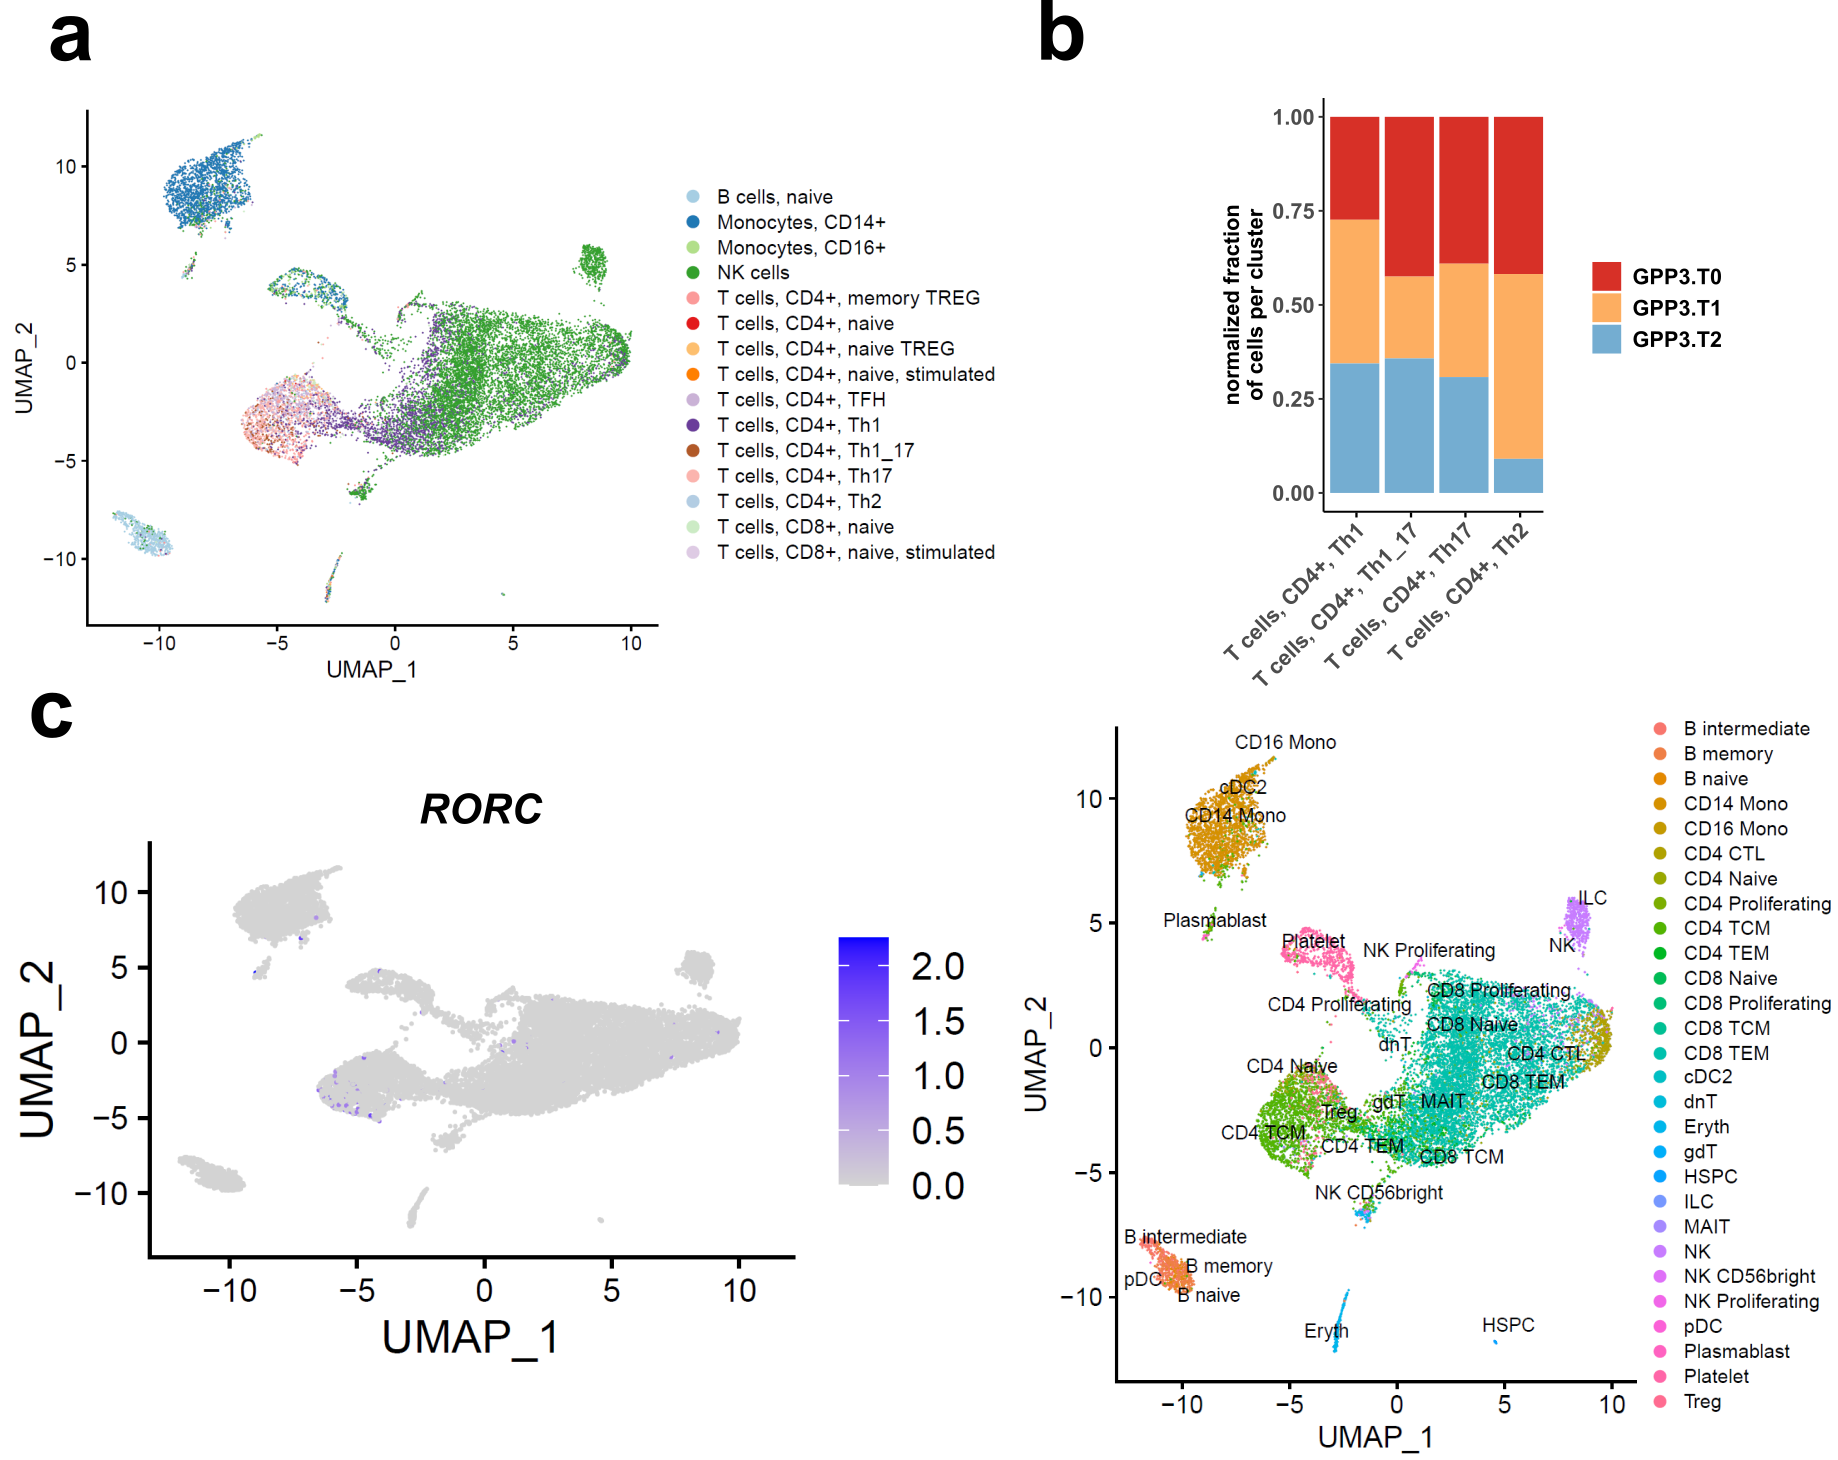 a
10
5
0
−5
−10
UMAP_2
−10
−5
0
5
10
UMAP_1
B cells, naive
Monocytes, CD14+
Monocytes, CD16+
NK cells
T cells, CD4+, memory TREG
T cells, CD4+, naive
T cells, CD4+, naive TREG
T cells, CD4+, naive, stimulated
T cells, CD4+, TFH
T cells, CD4+, Th1
T cells, CD4+, Th1_17
T cells, CD4+, Th17
T cells, CD4+, Th2
T cells, CD8+, naive
T cells, CD8+, naive, stimulated
b
normalized fraction
of cells per cluster
1.00
0.75
0.50
0.25
0.00
T cells, CD4+, Th1
T cells, CD4+, Th1_17
T cells, CD4+, Th17
T cells, CD4+, Th2
GPP3.T0
GPP3.T1
GPP3.T2
c
RORC
10
5
0
−5
−10
UMAP_2
−10
−5
0
5
10
UMAP_1
2.0
1.5
1.0
0.5
0.0
10
5
0
−5
−10
UMAP_2
CD16 Mono
cDC2
CD14 Mono
Plasmablast
Platelet
NK Proliferating
ILC
NK
CD4 Proliferating
CD8 Proliferating
CD8 Naive
dnT
CD4 CTL
CD4 Naive
CD8 TEM
Treg
gdT
MAIT
CD4 TCM
CD4 TEM
CD8 TCM
NK CD56bright
B intermediate
B memory
pDC
B naive
Eryth
HSPC
−10
−5
0
5
10
UMAP_1
B intermediate
B memory
B naive
CD14 Mono
CD16 Mono
CD4 CTL
CD4 Naive
CD4 Proliferating
CD4 TCM
CD4 TEM
CD8 Naive
CD8 Proliferating
CD8 TCM
CD8 TEM
cDC2
dnT
Eryth
gdT
HSPC
ILC
MAIT
NK
NK CD56bright
NK Proliferating
pDC
Plasmablast
Platelet
Treg